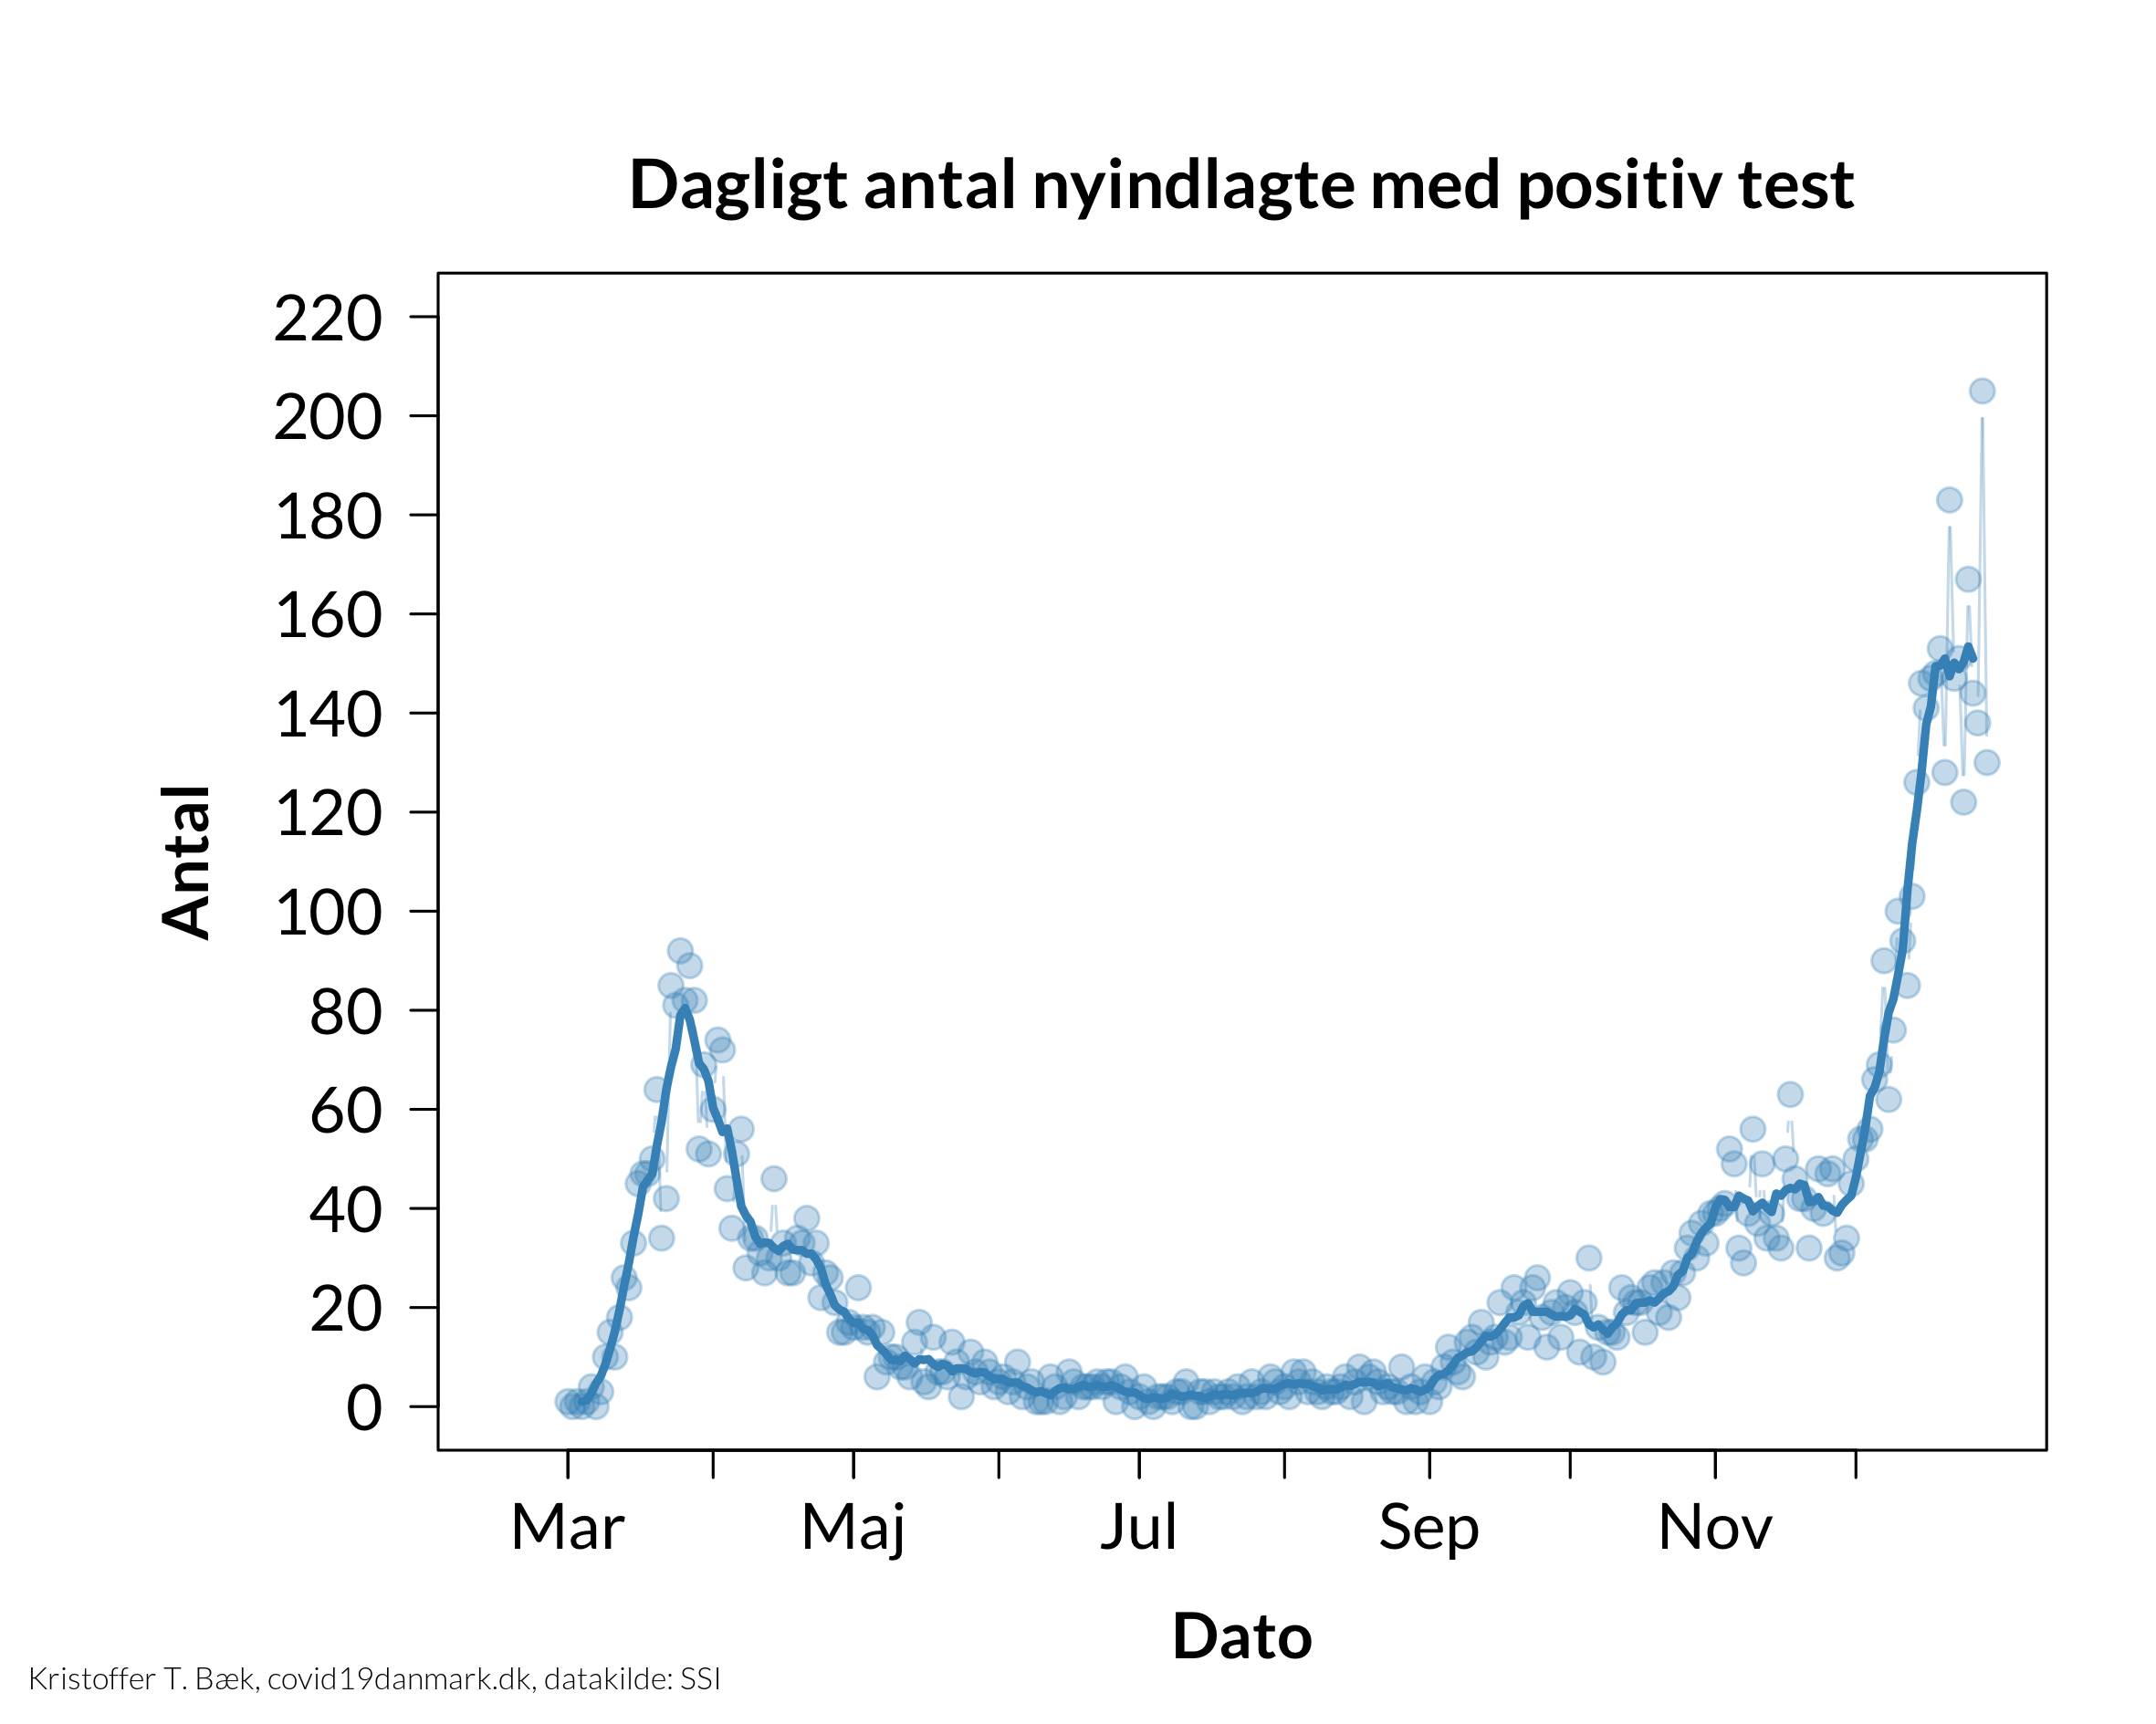 Dagligt antal nyindlagte med positiv test
220
200
180
160
140
120
100
80
60
40
20
0
Antal
Mar Maj Jul Sep Nov
Dato
Kristoffer T. Bæk, covid19danmark.dk, datakilde: SSI